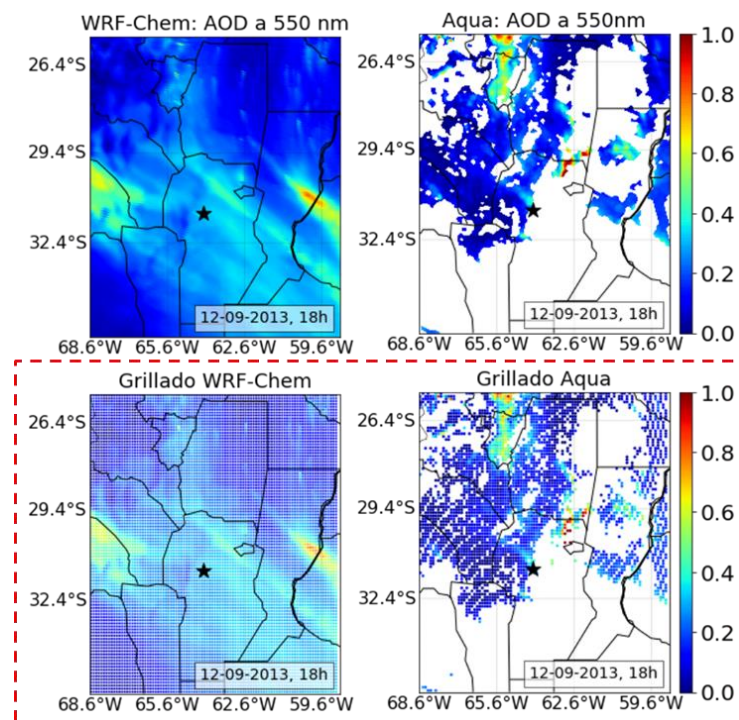 WRF-Chem: AOD a 550 nm
Aqua: AOD a 550nm
26.4°S
29.4°S
32.4°S
12-09-2013, 18h
68.6°W 65.6°W 62.6°W 59.6°W
26.4°S
29.4°S
32.4°S
12-09-2013, 18h
68.6°W 65.6°W 62.6°W 59.6°W
1.0
0.8
0.6
0.4
0.2
0.0
Grillado WRF-Chem
Grillado Aqua
26.4°S
29.4°S
32.4°S
12-09-2013, 18h
68.6°W 65.6°W 62.6°W 59.6°W
26.4°S
29.4°S
32.4°S
12-09-2013, 18h
68.6°W 65.6°W 62.6°W 59.6°W
1.0
0.8
0.6
0.4
0.2
0.0